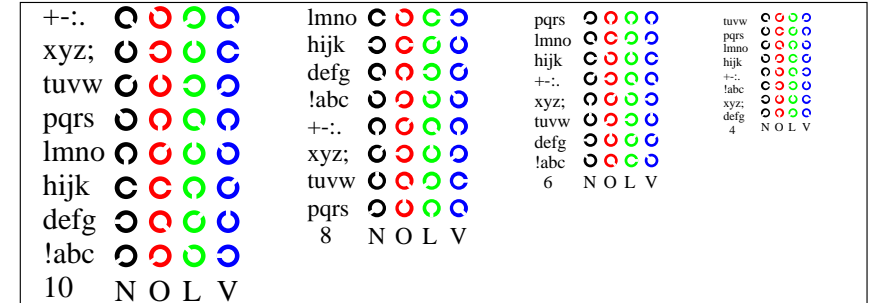 +-:.
xyz;
tuvw
pqrs
lmno
hijk
defg
!abc
10 N O L V
lmno
hijk
defg
!abc
+-:.
xyz;
tuvw
pqrs
8 N O L V
pqrs
lmno
hijk
+-:.
xyz;
tuvw
defg
!abc
6 N O L V
tuvw
pqrs
lmno
hijk
+-:.
!abc
xyz;
defg
4 N O L V